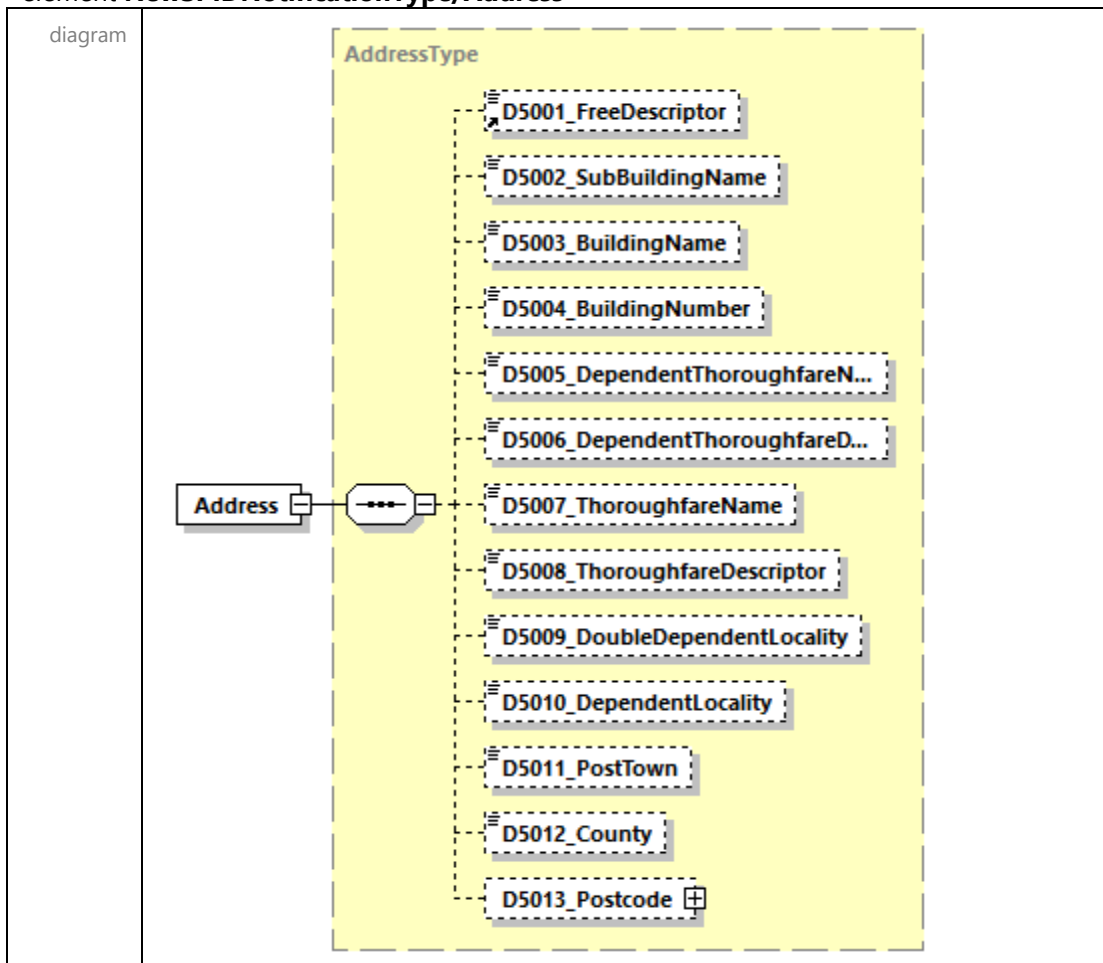 diagram
AddressType
D5001_FreeDescriptor
D5002_SubBuildingName
D5003_BuildingName
D5004_BuildingNumber
D5005_DependentThoroughfareN...
D5006_DependentThoroughfareD...
Address
D5007_ThoroughfareName
D5008_ThoroughfareDescriptor
D5009_DoubleDependentLocality
D5010_DependentLocality
D5011_PostTown
D5012_County
D5013_Postcode